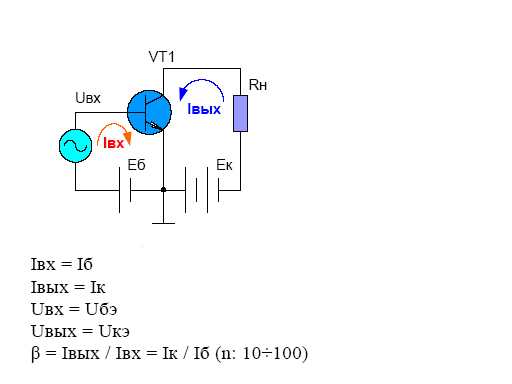 VT1
Rн
Uвх
Iвых
Iвх
Eб
Eк
Iвх = Iб
Iвых = Iк
Uвх = Uбэ
Uвых = Uкэ
β = Iвых / Iвх = Iк / Iб (n: 10÷100)